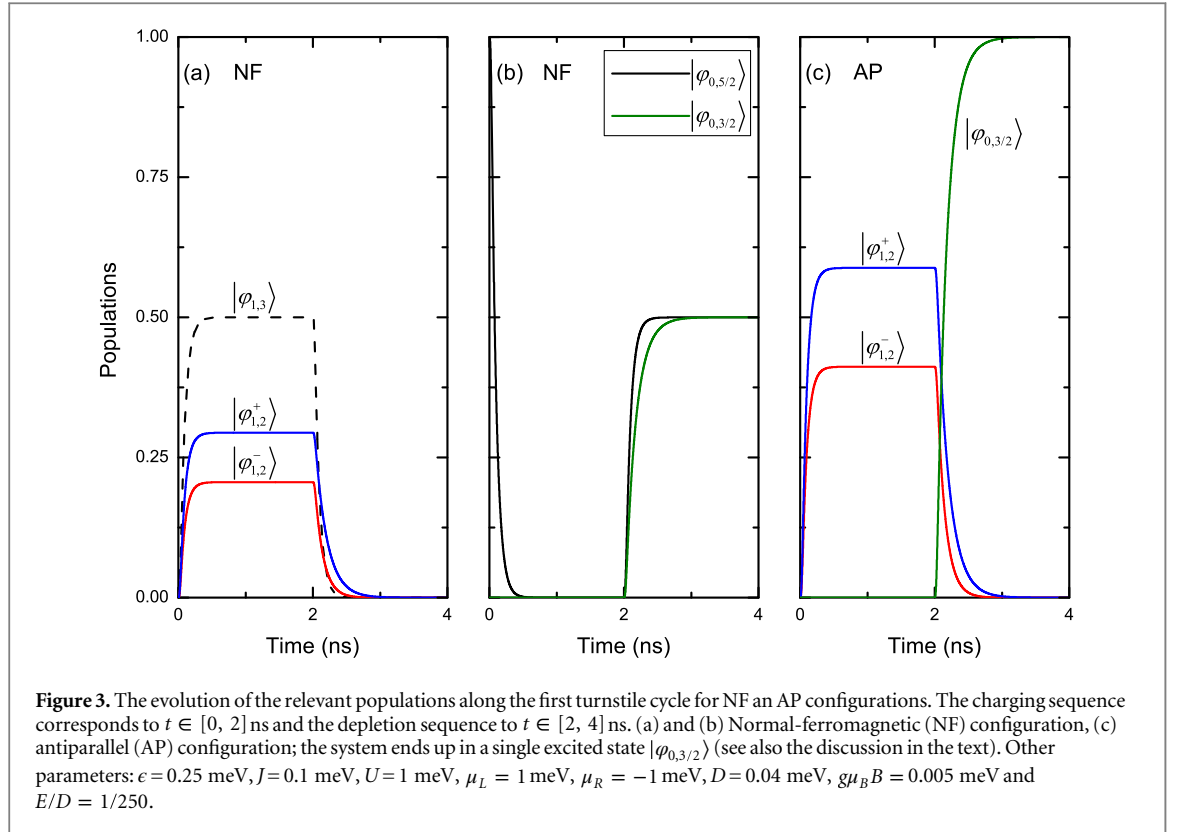 (a) NF
(b) NF
(c) AP
|φ0,5/2⟩
|φ0,3/2⟩
|φ0,3/2⟩
|φ1,3⟩
|φ⁺1,2⟩
|φ⁻1,2⟩
|φ⁺1,2⟩
|φ⁻1,2⟩
Populations
1.00
0.75
0.50
0.25
0.00
0 2 4
0 2 4
0 2 4
Time (ns)
Time (ns)
Time (ns)
Figure 3. The evolution of the relevant populations along the first turnstile cycle for NF an AP configurations. The charging sequence
corresponds to t ∈ [0, 2] ns and the depletion sequence to t ∈ [2, 4] ns. (a) and (b) Normal-ferromagnetic (NF) configuration, (c)
antiparallel (AP) configuration; the system ends up in a single excited state |φ0,3/2⟩ (see also the discussion in the text). Other
parameters: ϵ = 0.25 meV, J = 0.1 meV, U = 1 meV, μL = 1 meV, μR = −1 meV, D = 0.04 meV, gμBB = 0.005 meV and
E/D = 1/250.